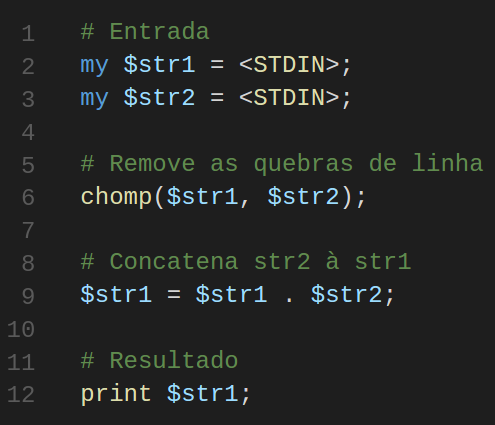 1 # Entrada
2 my $str1 = <STDIN>;
3 my $str2 = <STDIN>;
4
5 # Remove as quebras de linha
6 chomp($str1, $str2);
7
8 # Concatena str2 à str1
9 $str1 = $str1 . $str2;
10
11 # Resultado
12 print $str1;